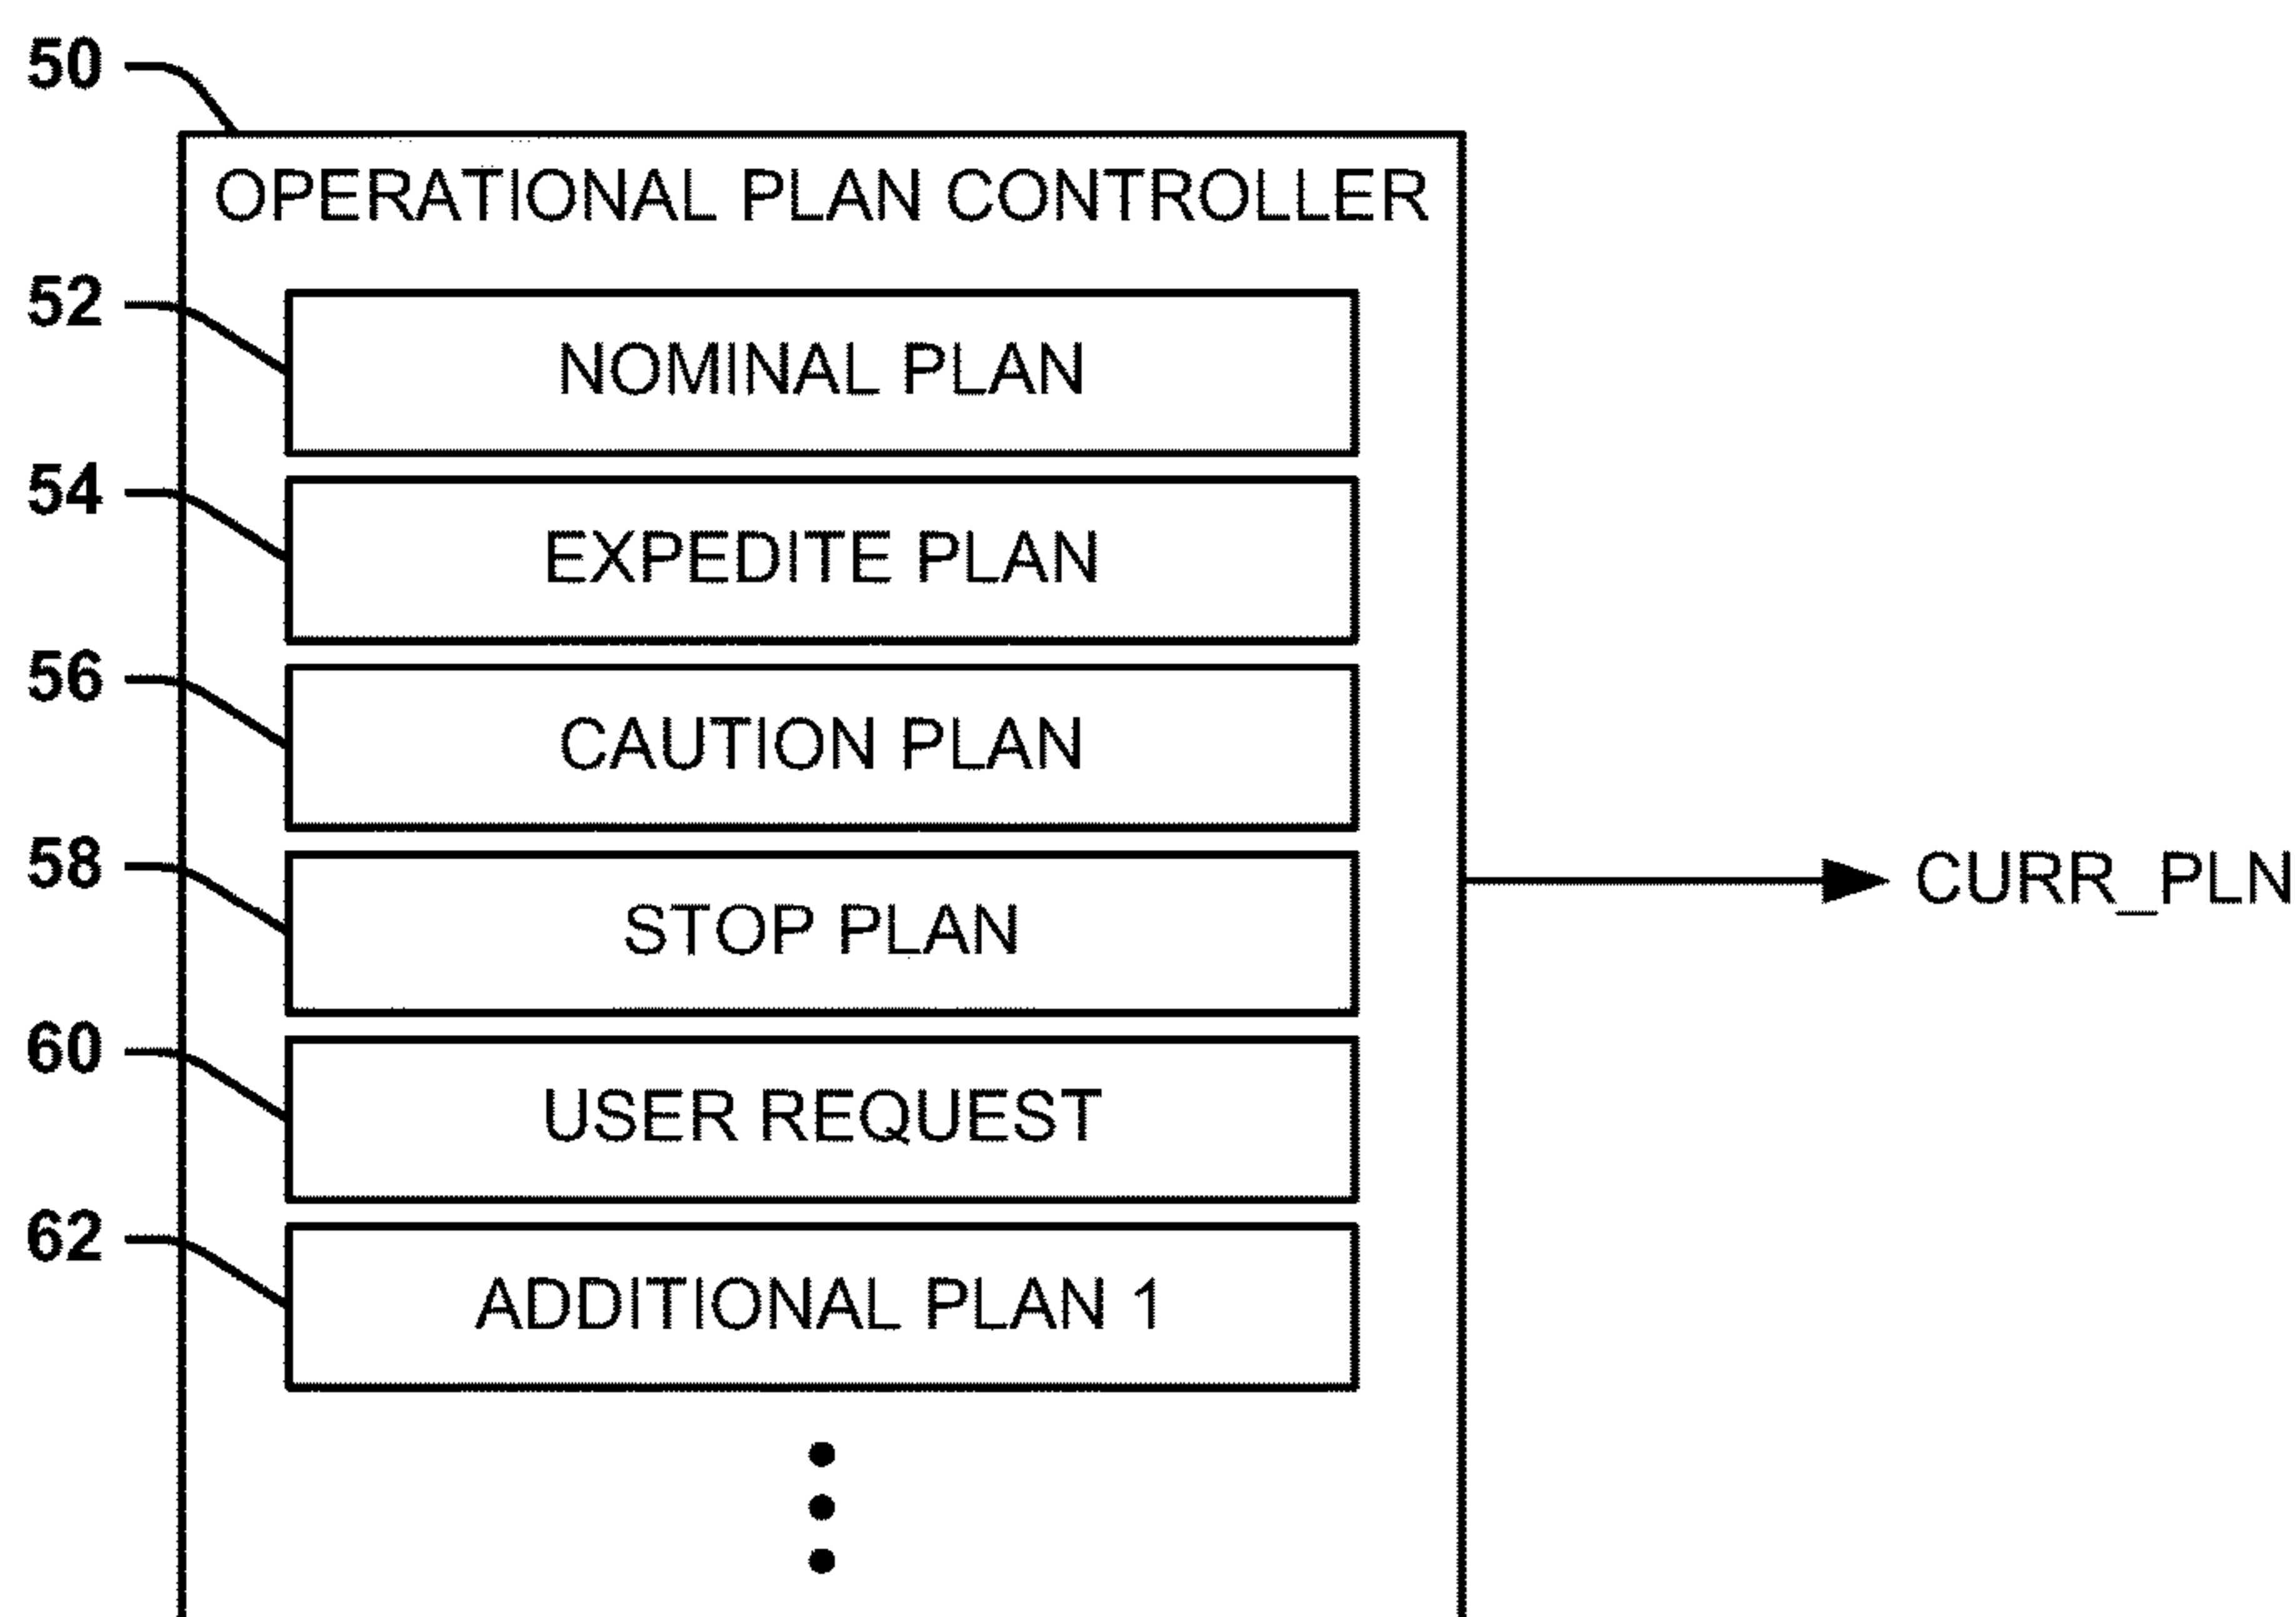 50
OPERATIONAL PLAN CONTROLLER
52
NOMINAL PLAN
54
EXPEDITE PLAN
56
CAUTION PLAN
58
STOP PLAN
CURR_PLN
60
USER REQUEST
62
ADDITIONAL PLAN 1